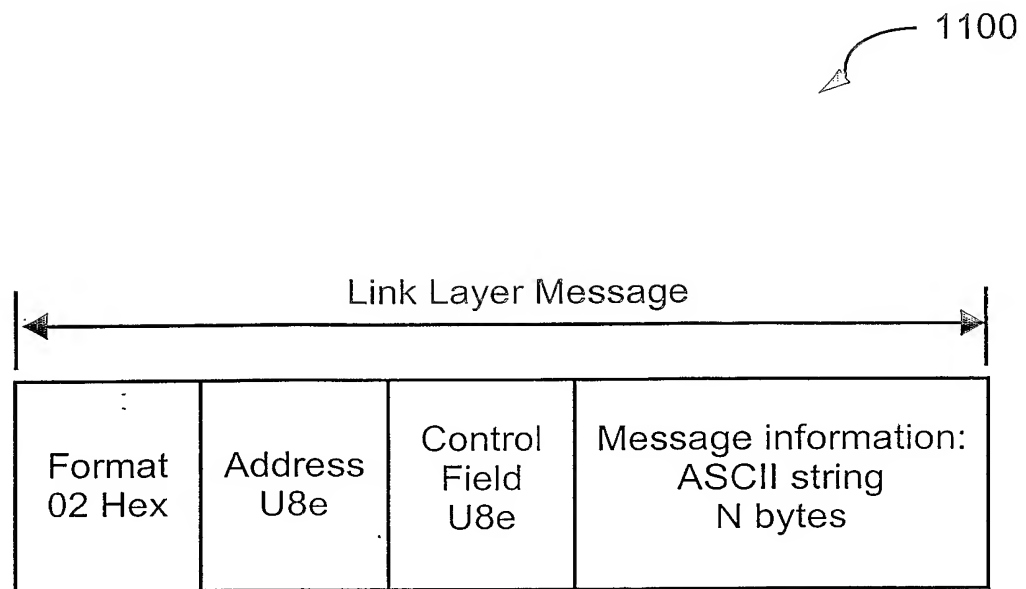 1100
Link Layer Message
Format
02 Hex
Address
U8e
Control
Field
U8e
Message information:
ASCII string
N bytes